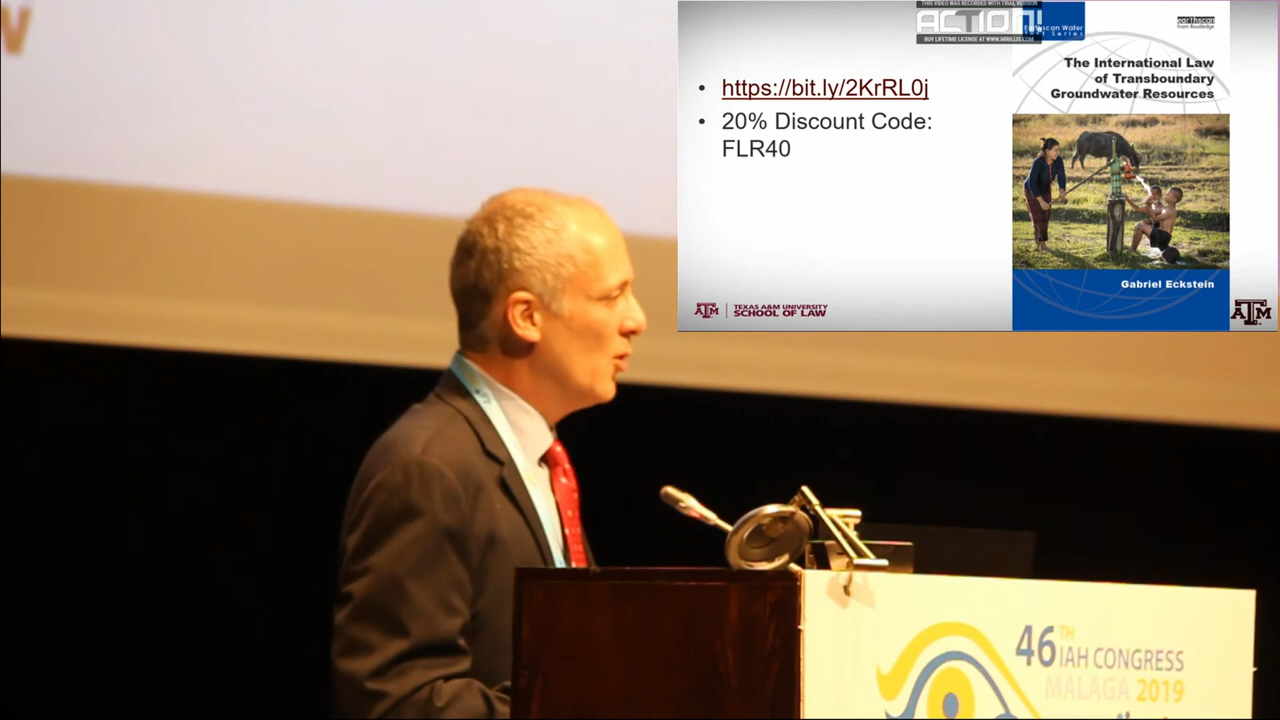 THIS VIDEO WAS RECORDED WITH TRIAL VERSION
ACTION!
BUY LIFETIME LICENSE AT WWW.MIRILLIS.COM
earthscan
from Routledge
The International Law
of Transboundary
Groundwater Resources
Gabriel Eckstein
• https://bit.ly/2KrRL0j
• 20% Discount Code:
FLR40
ATM
TEXAS A&M UNIVERSITY
SCHOOL OF LAW
ATM
46TH
IAH CONGRESS
MALAGA 2019